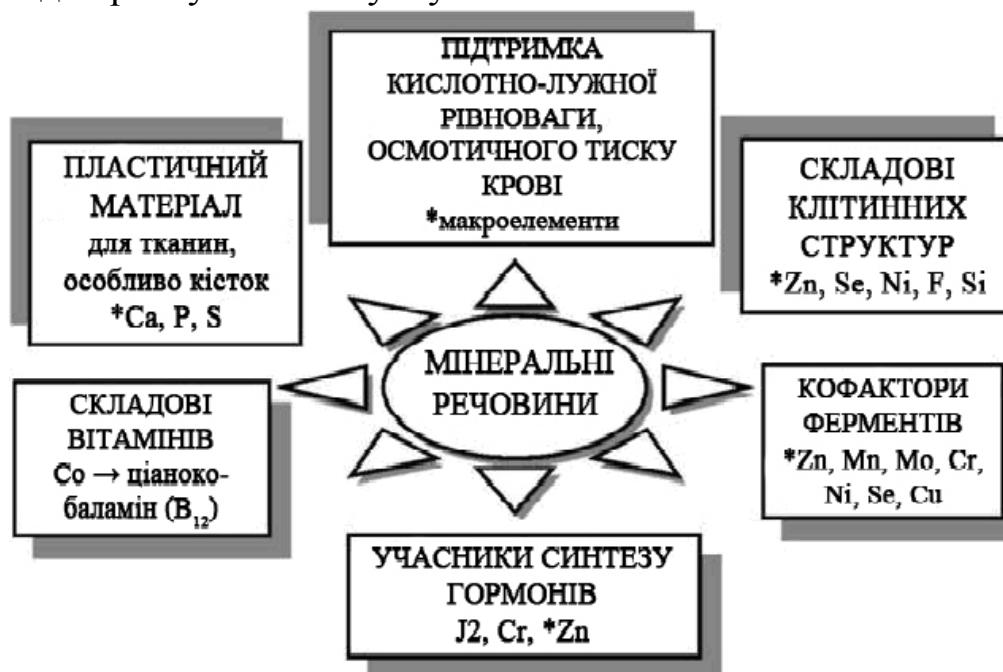 ПІДТРИМКА
КИСЛОТНО-ЛУЖНОЇ
РІВНОВАГИ,
ОСМОТИЧНОГО ТИСКУ
КРОВІ
*макроелементи
ПЛАСТИЧНИЙ
МАТЕРІАЛ
для тканин,
особливо кісток
*Ca, P, S
СКЛАДОВІ
КЛІТИННИХ
СТРУКТУР
*Zn, Se, Ni, F, Si
МІНЕРАЛЬНІ
РЕЧОВИНИ
СКЛАДОВІ
ВІТАМІНІВ
Co → ціаноко-
баламін (B₁₂)
КОФАКТОРИ
ФЕРМЕНТІВ
*Zn, Mn, Mo, Cr,
Ni, Se, Cu
УЧАСНИКИ СИНТЕЗУ
ГОРМОНІВ
J2, Cr, *Zn